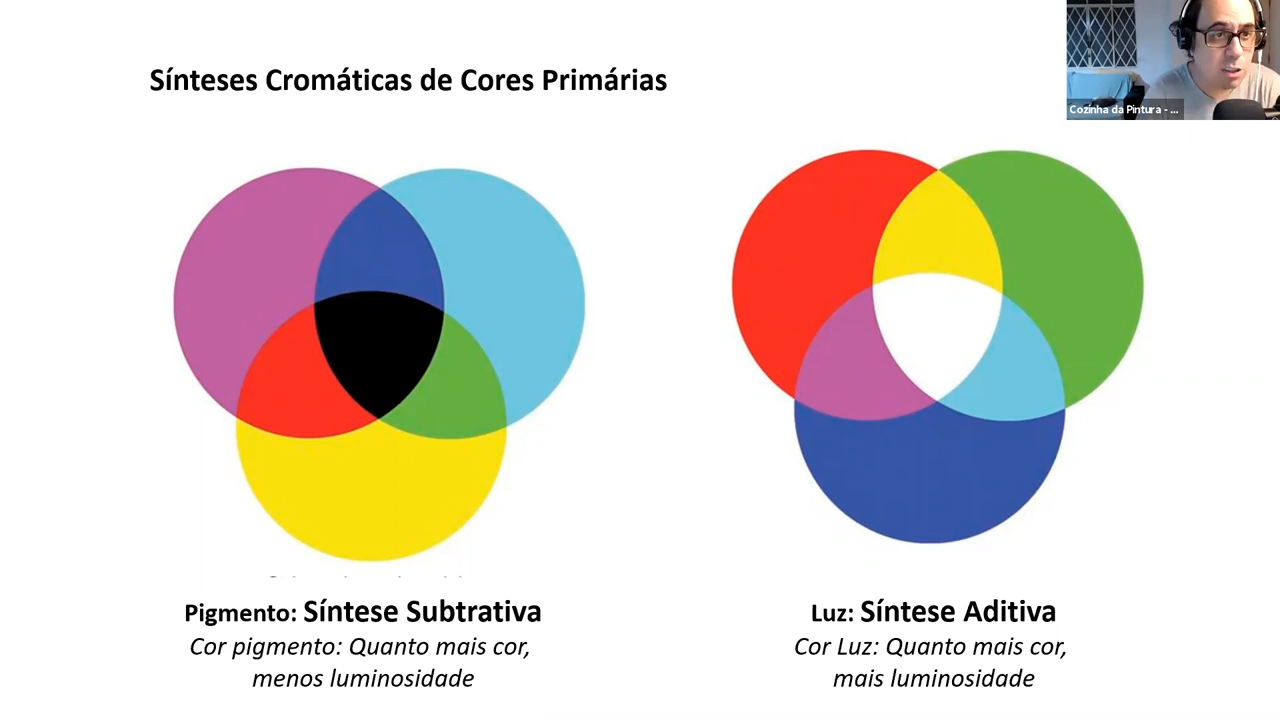 Sínteses Cromáticas de Cores Primárias
Cozinha da Pintura - ...
Pigmento: Síntese Subtrativa
Cor pigmento: Quanto mais cor,
menos luminosidade
Luz: Síntese Aditiva
Cor Luz: Quanto mais cor,
mais luminosidade